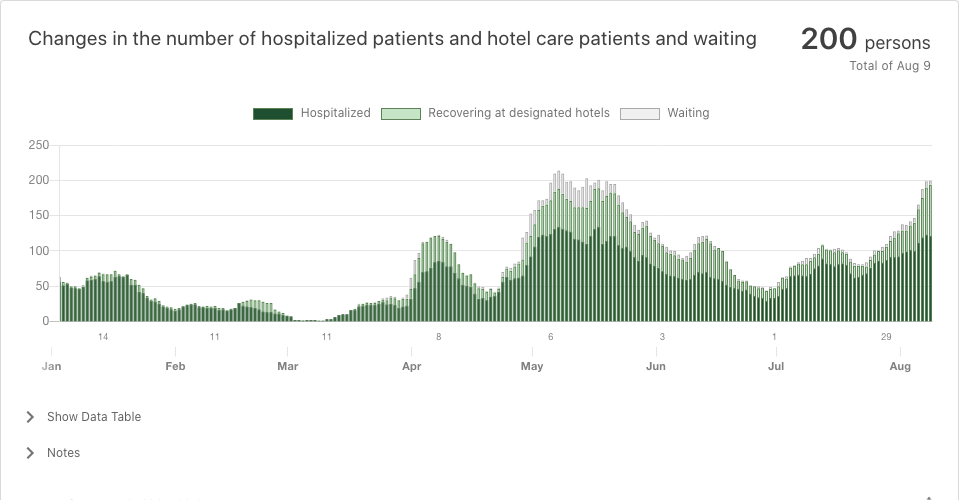 Changes in the number of hospitalized patients and hotel care patients and waiting
200 persons
Total of Aug 9
Hospitalized Recovering at designated hotels Waiting
250
200
150
100
50
0
14 11 11 8 6 3 1 29
Jan Feb Mar Apr May Jun Jul Aug
Show Data Table
Notes